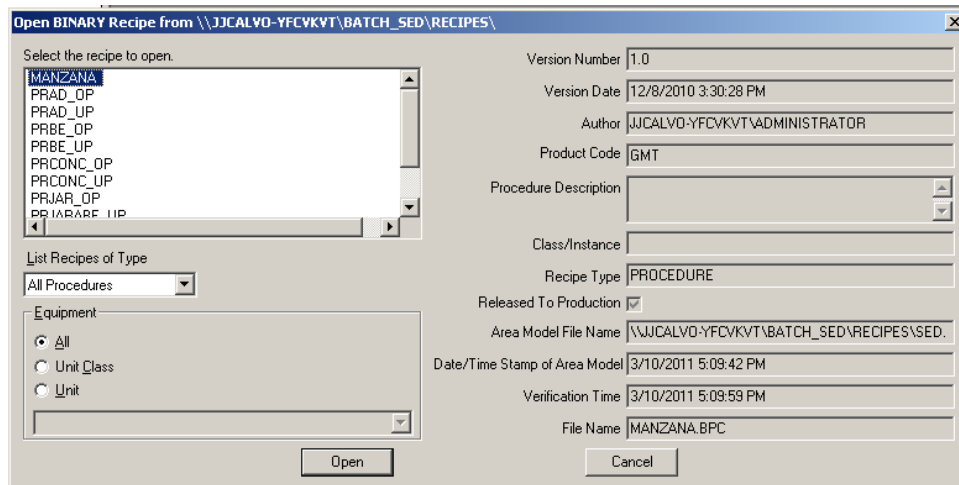 Open BINARY Recipe from \\JJCALVO-YFCVKVT\BATCH_SED\RECIPES\
Select the recipe to open.
MANZANA
PRAD_OP
PRAD_UP
PRBE_OP
PRBE_UP
PRCONC_OP
PRCONC_UP
PRJAR_OP
PRJARABE_UP
List Recipes of Type
All Procedures
Equipment
All
Unit Class
Unit
Open
Version Number 1.0
Version Date 12/8/2010 3:30:28 PM
Author JJCALVO-YFCVKVT\ADMINISTRATOR
Product Code GMT
Procedure Description
Class/Instance
Recipe Type PROCEDURE
Released To Production
Area Model File Name \\JJCALVO-YFCVKVT\BATCH_SED\RECIPES\SED.
Date/Time Stamp of Area Model 3/10/2011 5:09:42 PM
Verification Time 3/10/2011 5:09:59 PM
File Name MANZANA.BPC
Cancel